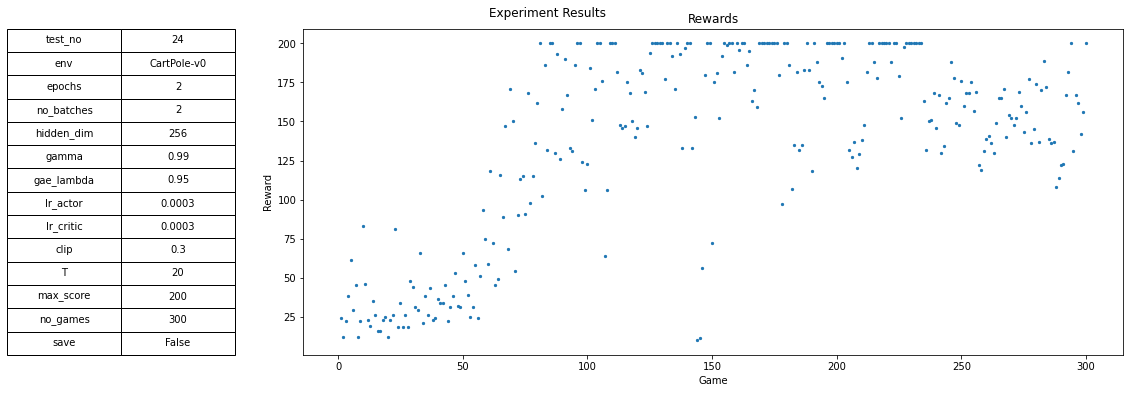 Experiment Results
test_no 24
env CartPole-v0
epochs 2
no_batches 2
hidden_dim 256
gamma 0.99
gae_lambda 0.95
lr_actor 0.0003
lr_critic 0.0003
clip 0.3
T 20
max_score 200
no_games 300
save False
Rewards
Reward
200
175
150
125
100
75
50
25
0 50 100 150 200 250 300
Game